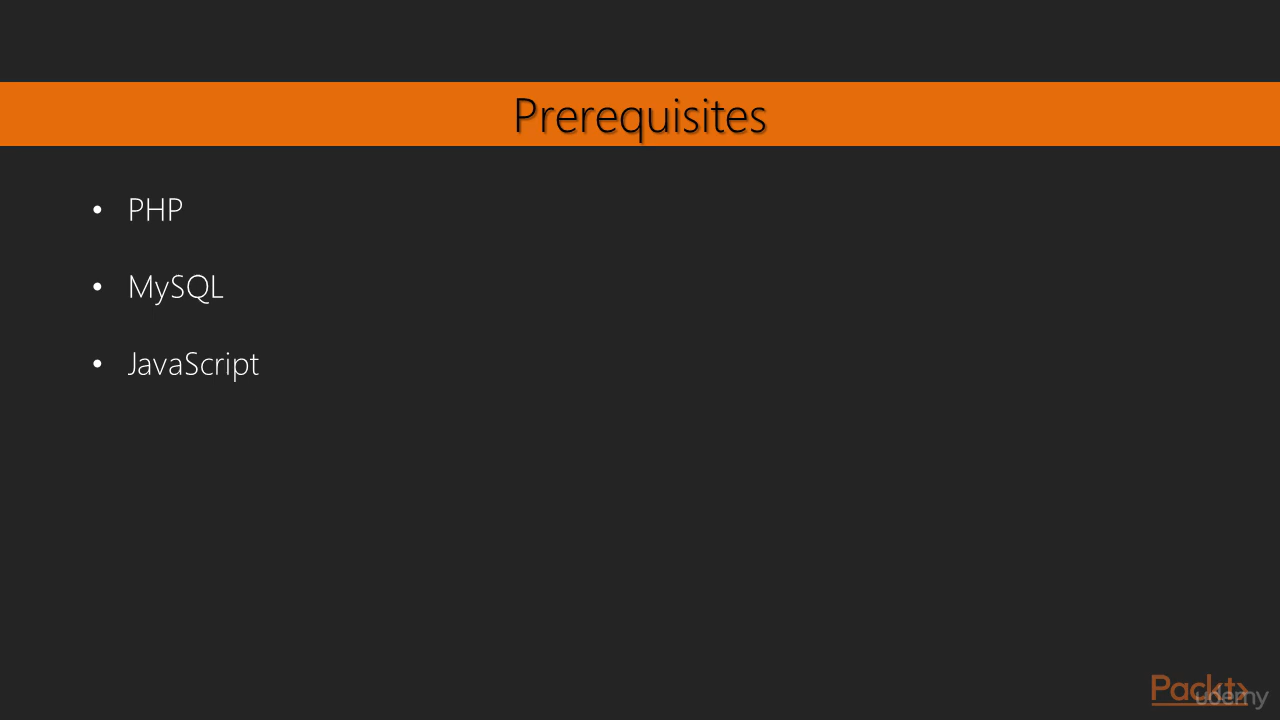 Prerequisites
• PHP
• MySQL
• JavaScript
Packt>
udemy